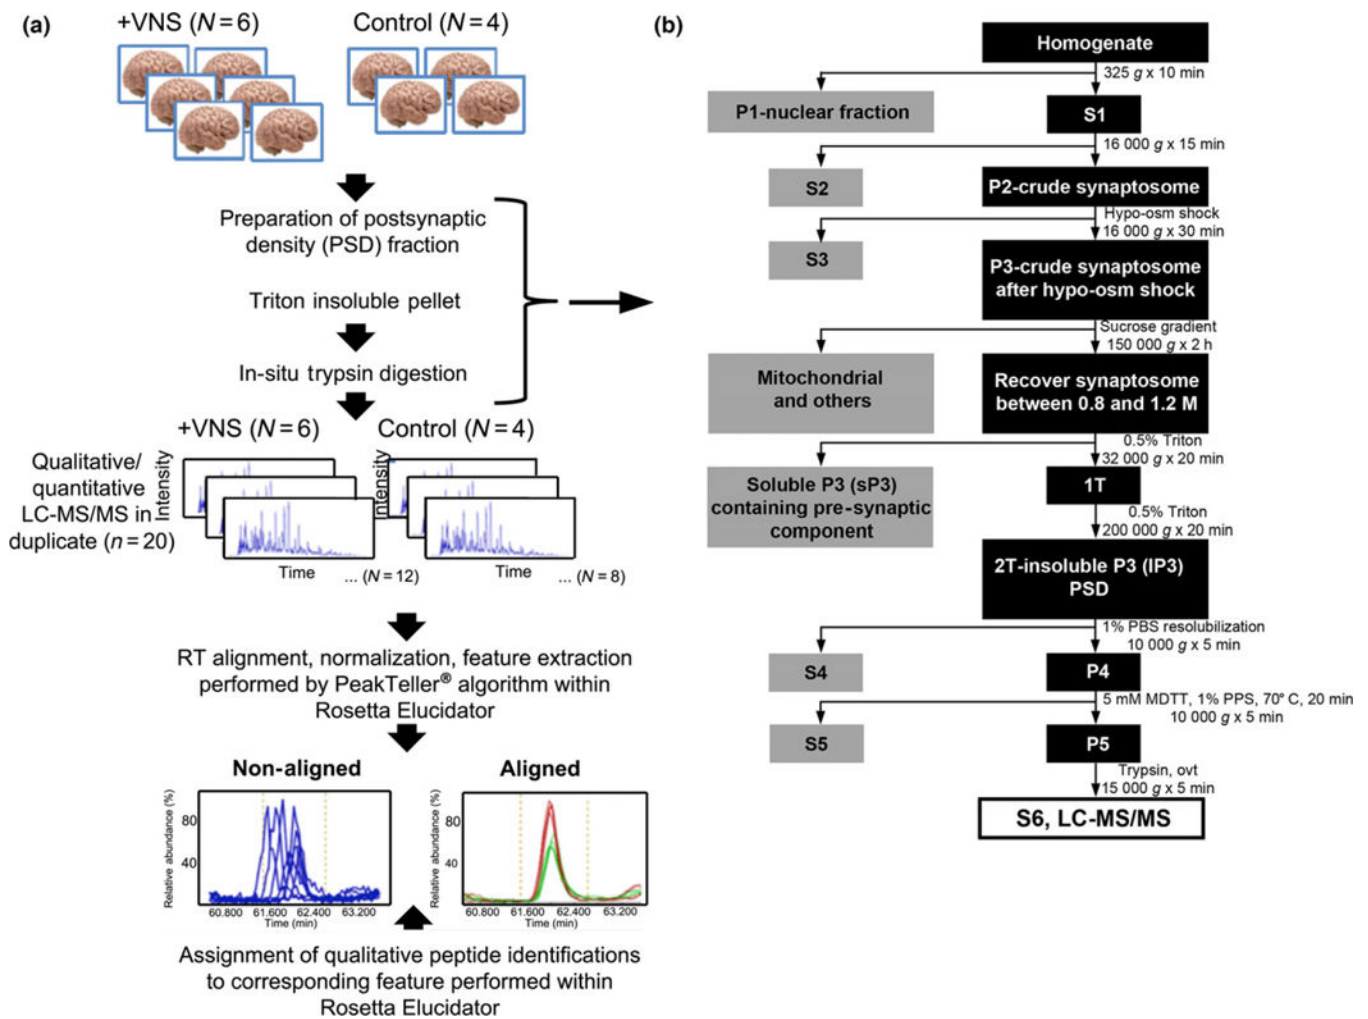 (a)
+VNS (N = 6)
Control (N = 4)
Preparation of postsynaptic
density (PSD) fraction
Triton insoluble pellet
In-situ trypsin digestion
+VNS (N = 6)
Control (N = 4)
Qualitative/
quantitative
LC-MS/MS in
duplicate (n = 20)
Intensity
Intensity
Time
... (N = 12)
Time
... (N = 8)
RT alignment, normalization, feature extraction
performed by PeakTeller® algorithm within
Rosetta Elucidator
Non-aligned
Aligned
Relative abundance (%)
80
40
60.800 61.600 62.400 63.200
Time (min)
Relative abundance (%)
80
40
60.800 61.600 62.400 63.200
Time (min)
Assignment of qualitative peptide identifications
to corresponding feature performed within
Rosetta Elucidator
(b)
Homogenate
325 g x 10 min
P1-nuclear fraction
S1
16 000 g x 15 min
S2
P2-crude synaptosome
Hypo-osm shock
16 000 g x 30 min
S3
P3-crude synaptosome
after hypo-osm shock
Sucrose gradient
150 000 g x 2 h
Mitochondrial
and others
Recover synaptosome
between 0.8 and 1.2 M
0.5% Triton
32 000 g x 20 min
Soluble P3 (sP3)
containing pre-synaptic
component
1T
0.5% Triton
200 000 g x 20 min
2T-insoluble P3 (IP3)
PSD
1% PBS resolubilization
10 000 g x 5 min
S4
P4
5 mM MDTT, 1% PPS, 70° C, 20 min
10 000 g x 5 min
S5
P5
Trypsin, ovt
15 000 g x 5 min
S6, LC-MS/MS